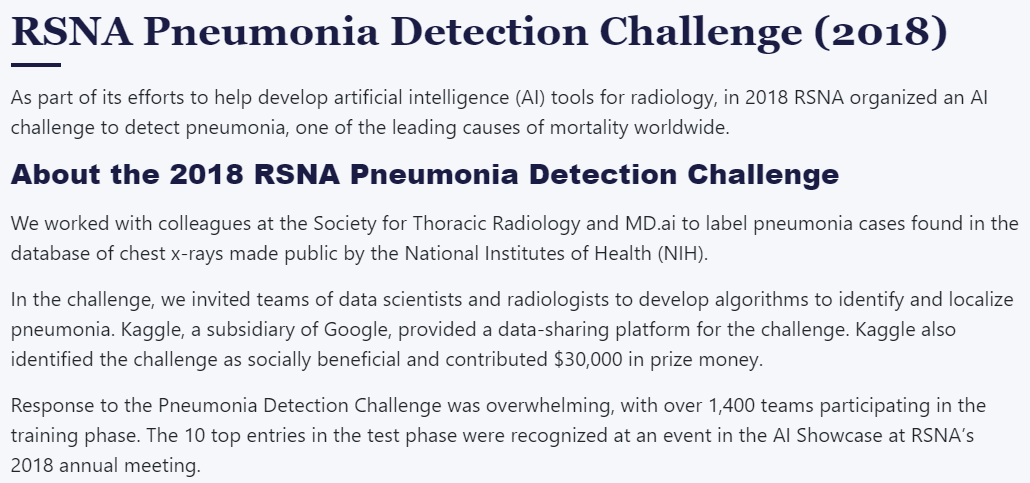 RSNA Pneumonia Detection Challenge (2018)
As part of its efforts to help develop artificial intelligence (AI) tools for radiology, in 2018 RSNA organized an AI
challenge to detect pneumonia, one of the leading causes of mortality worldwide.
About the 2018 RSNA Pneumonia Detection Challenge
We worked with colleagues at the Society for Thoracic Radiology and MD.ai to label pneumonia cases found in the
database of chest x-rays made public by the National Institutes of Health (NIH).
In the challenge, we invited teams of data scientists and radiologists to develop algorithms to identify and localize
pneumonia. Kaggle, a subsidiary of Google, provided a data-sharing platform for the challenge. Kaggle also
identified the challenge as socially beneficial and contributed $30,000 in prize money.
Response to the Pneumonia Detection Challenge was overwhelming, with over 1,400 teams participating in the
training phase. The 10 top entries in the test phase were recognized at an event in the AI Showcase at RSNA’s
2018 annual meeting.